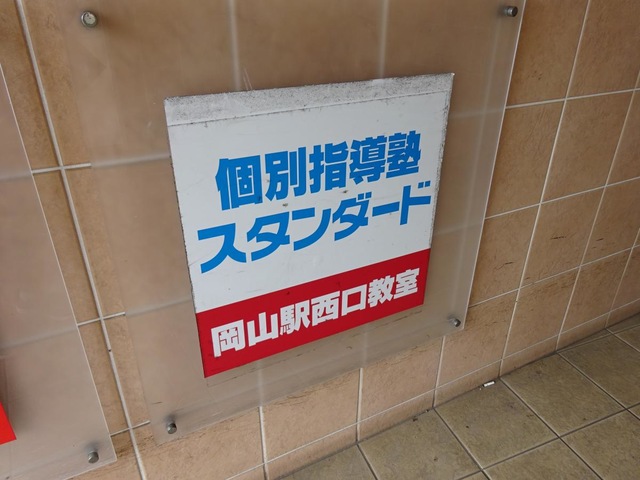 個別指導塾
スタンダード
岡山駅西口教室